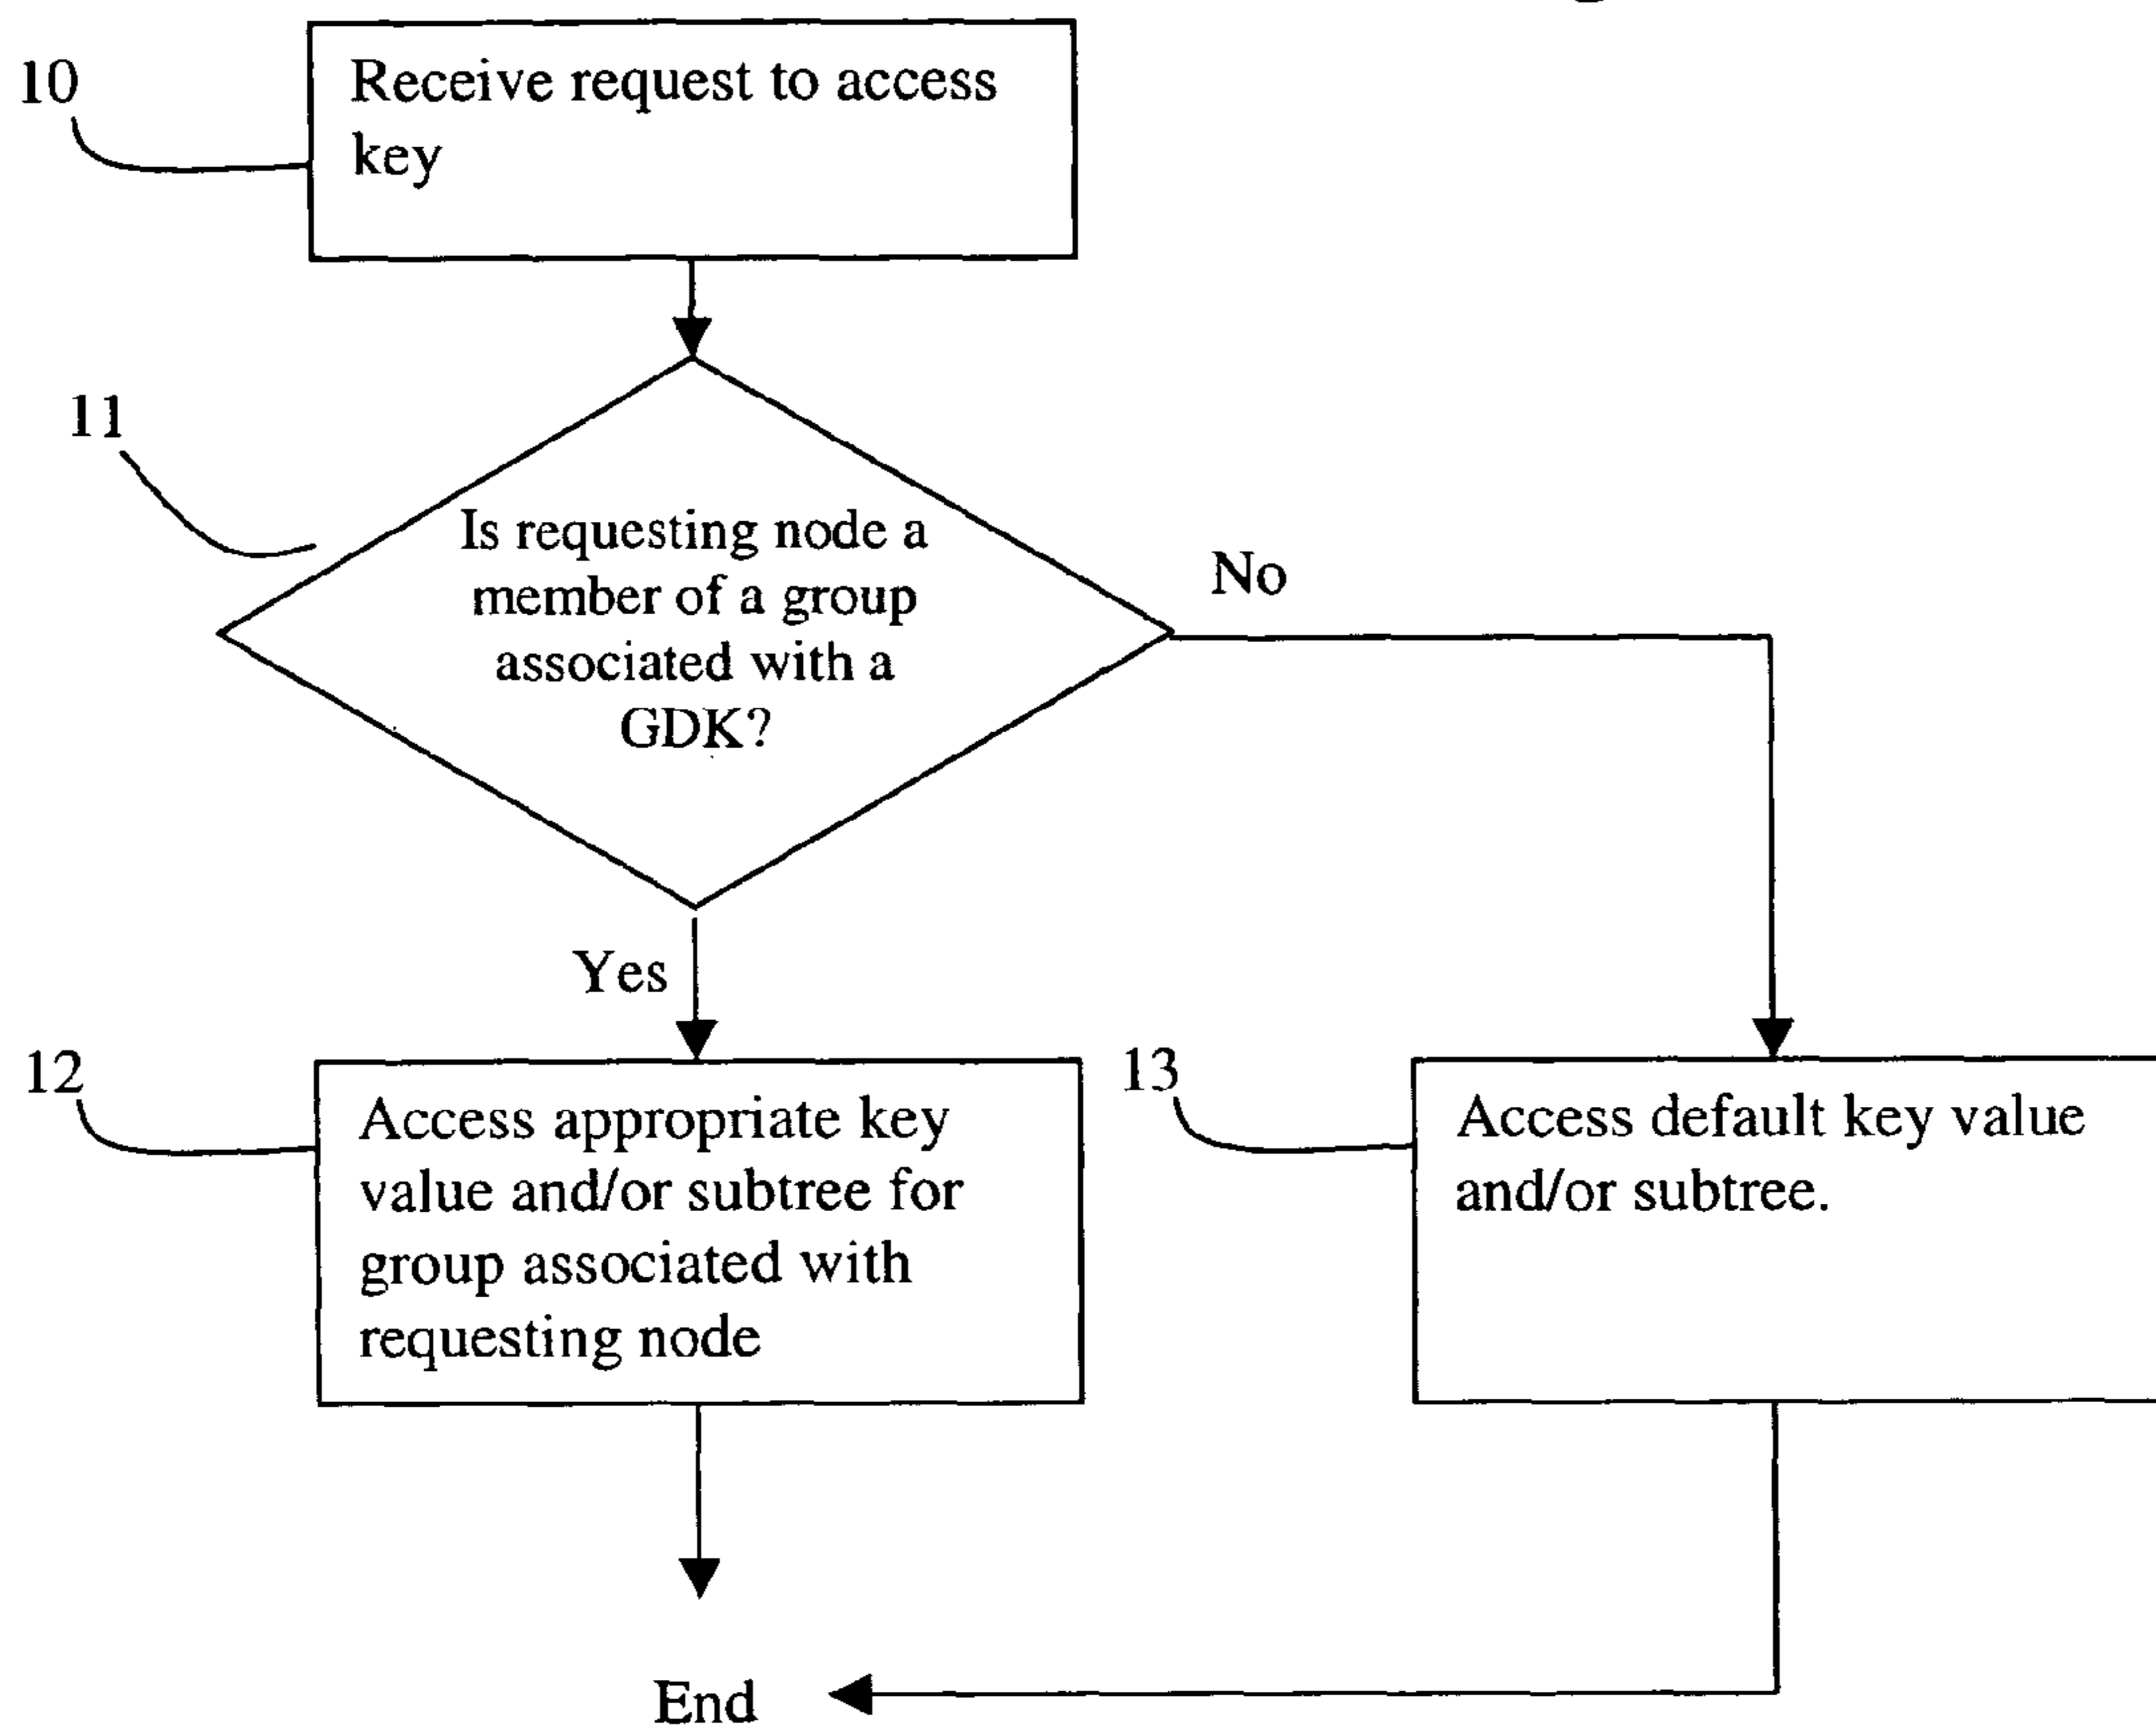 10
Receive request to access
key
11
Is requesting node a
member of a group
associated with a
GDK?
No
Yes
12
Access appropriate key
value and/or subtree for
group associated with
requesting node
13
Access default key value
and/or subtree.
End